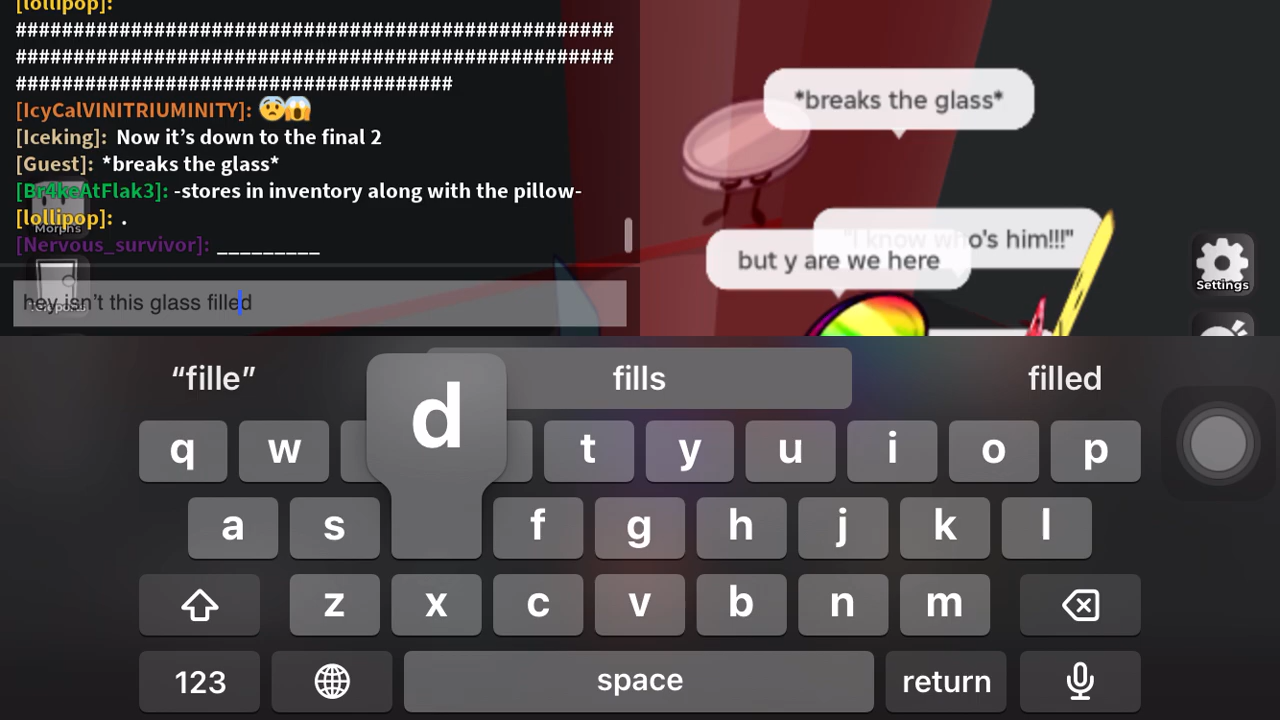 [lollipop]:
####################################################
####################################################
######################################
[IcyCalVINITRIUMINITY]: 😨😱
[Iceking]: Now it’s down to the final 2
[Guest]: *breaks the glass*
[Br4keAtFlak3]: -stores in inventory along with the pillow-
[lollipop]: .
Morphs
[Nervous_survivor]: _________
hey isn’t this glass filled
*breaks the glass*
"I know who's him!!!"
but y are we here
Settings
“fille” fills filled
d
q w t y u i o p
a s f g h j k l
z x c v b n m
123 space return